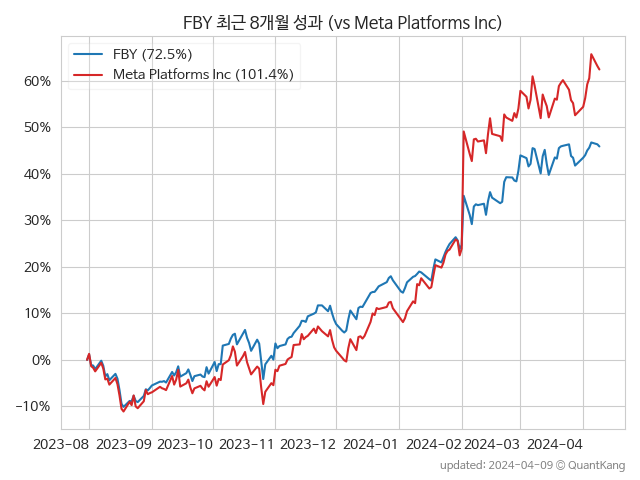 FBY 최근 8개월 성과 (vs Meta Platforms Inc)
FBY (72.5%)
Meta Platforms Inc (101.4%)
60%
50%
40%
30%
20%
10%
0%
−10%
2023-08 2023-09 2023-10 2023-11 2023-12 2024-01 2024-02 2024-03 2024-04
updated: 2024-04-09 © QuantKang